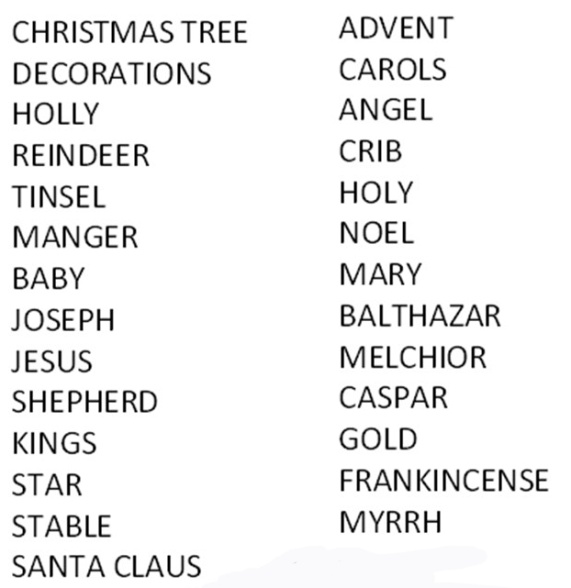 CHRISTMAS TREE
DECORATIONS
HOLLY
REINDEER
TINSEL
MANGER
BABY
JOSEPH
JESUS
SHEPHERD
KINGS
STAR
STABLE
SANTA CLAUS
ADVENT
CAROLS
ANGEL
CRIB
HOLY
NOEL
MARY
BALTHAZAR
MELCHIOR
CASPAR
GOLD
FRANKINCENSE
MYRRH